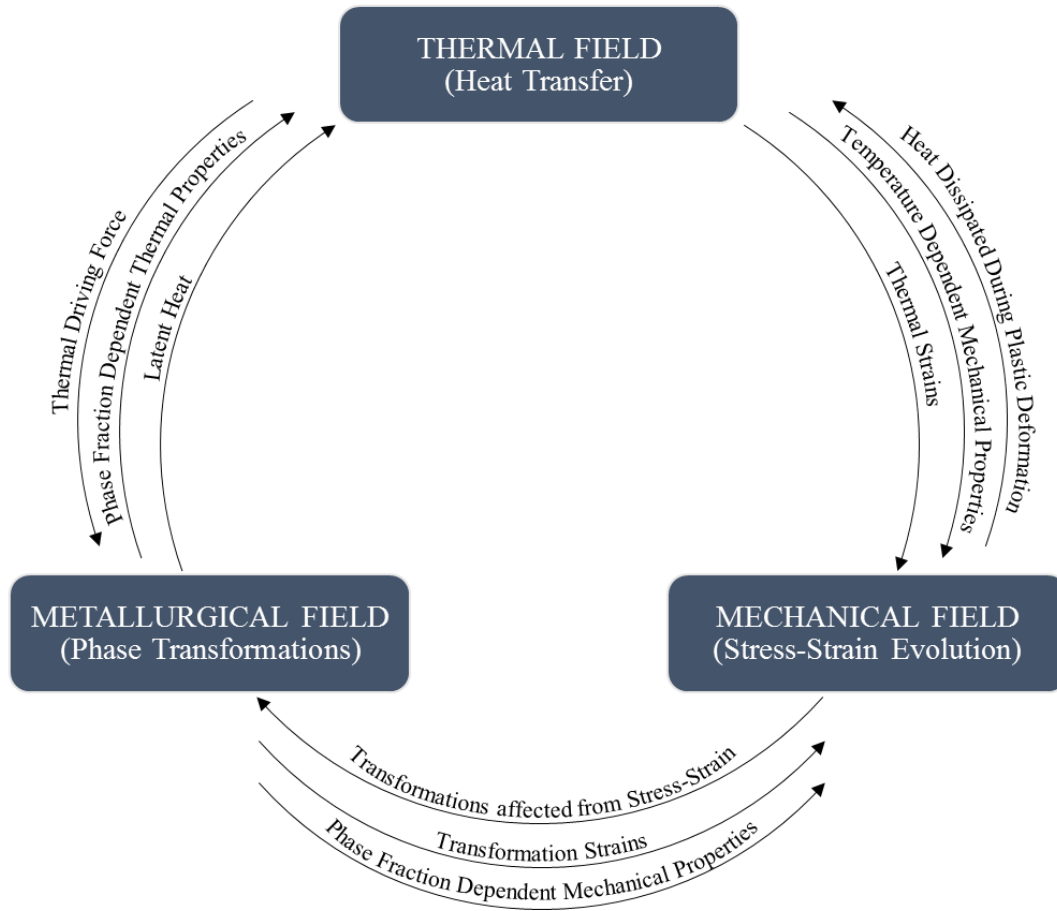 THERMAL FIELD
(Heat Transfer)
Thermal Driving Force
Phase Fraction Dependent Thermal Properties
Latent Heat
Thermal Strains
Temperature Dependent Mechanical Properties
Heat Dissipated During Plastic Deformation
METALLURGICAL FIELD
(Phase Transformations)
MECHANICAL FIELD
(Stress-Strain Evolution)
Transformations affected from Stress-Strain
Transformation Strains
Phase Fraction Dependent Mechanical Properties